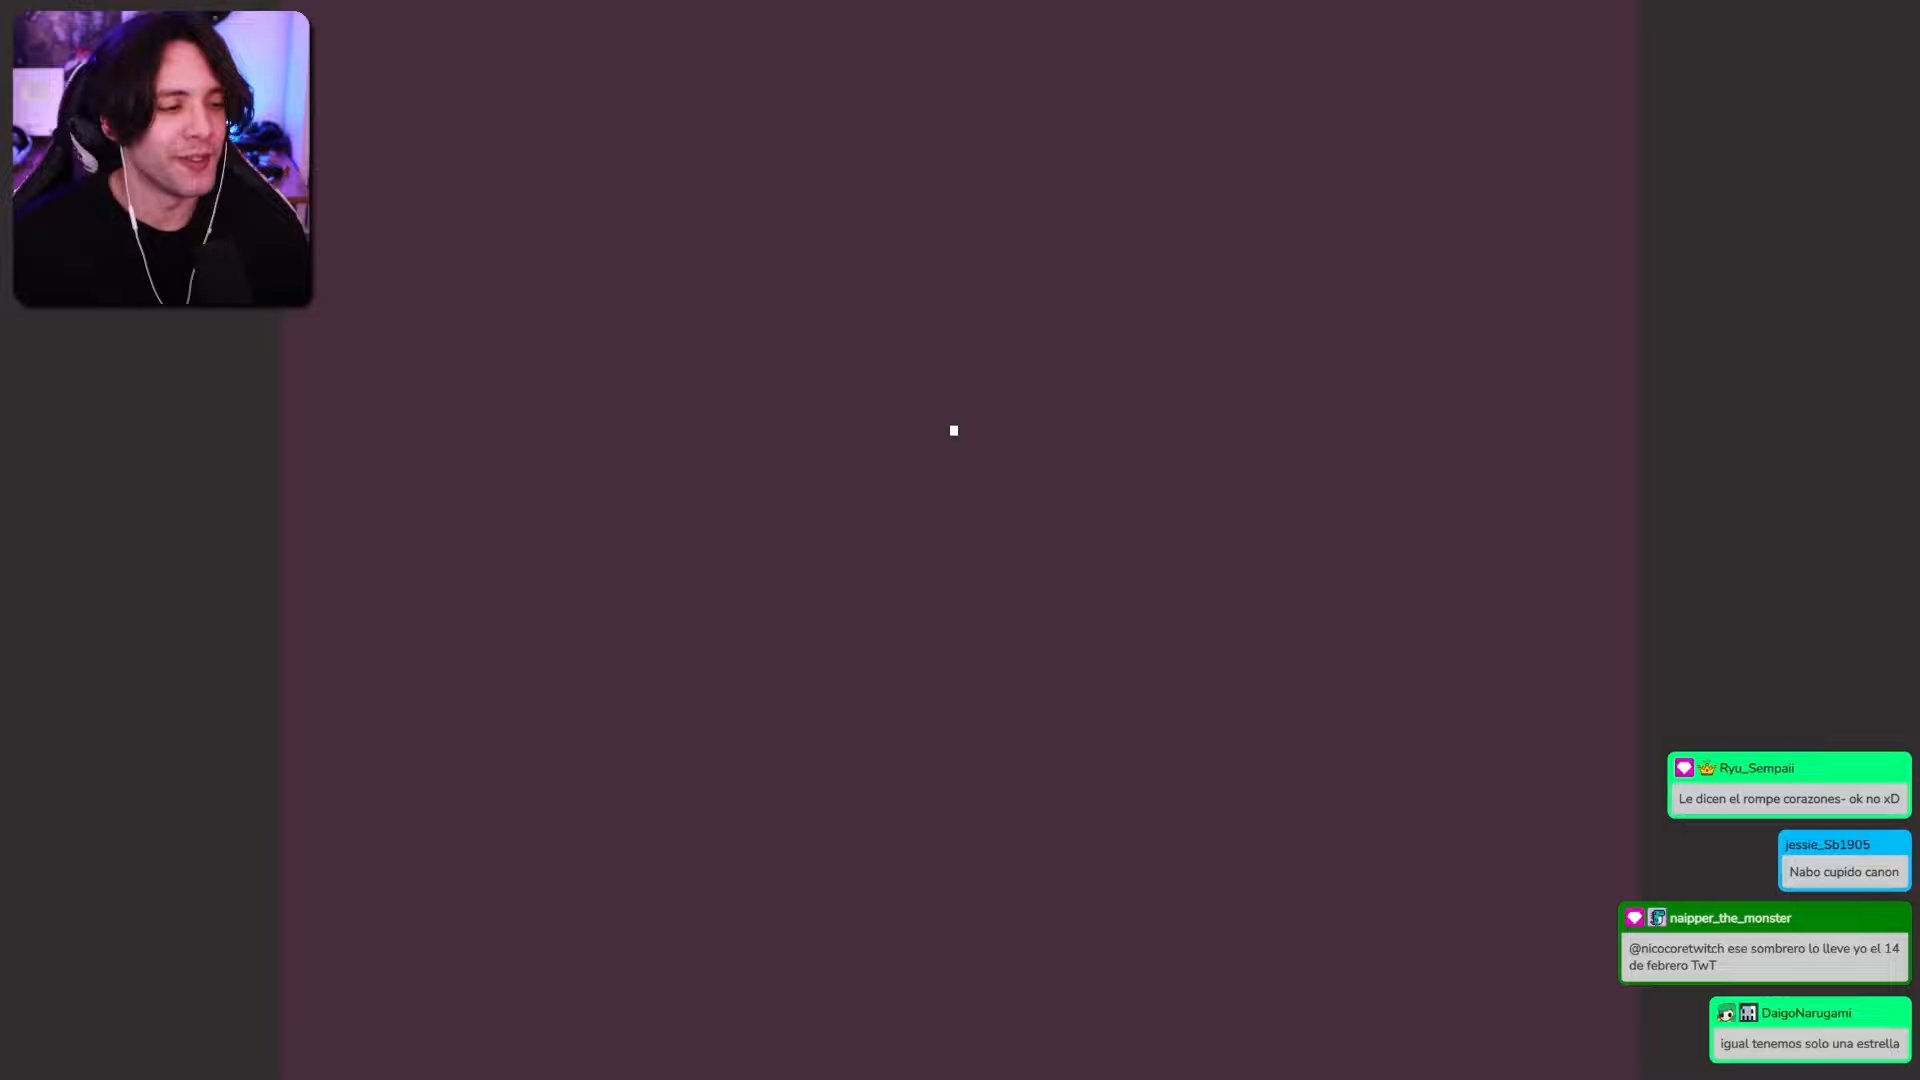 Ryu_Sempaii
Le dicen el rompe corazones- ok no xD
jessie_Sb1905
Nabo cupido canon
naipper_the_monster
@nicocoretwitch ese sombrero lo lleve yo el 14
de febrero TwT
DaigoNarugami
igual tenemos solo una estrella